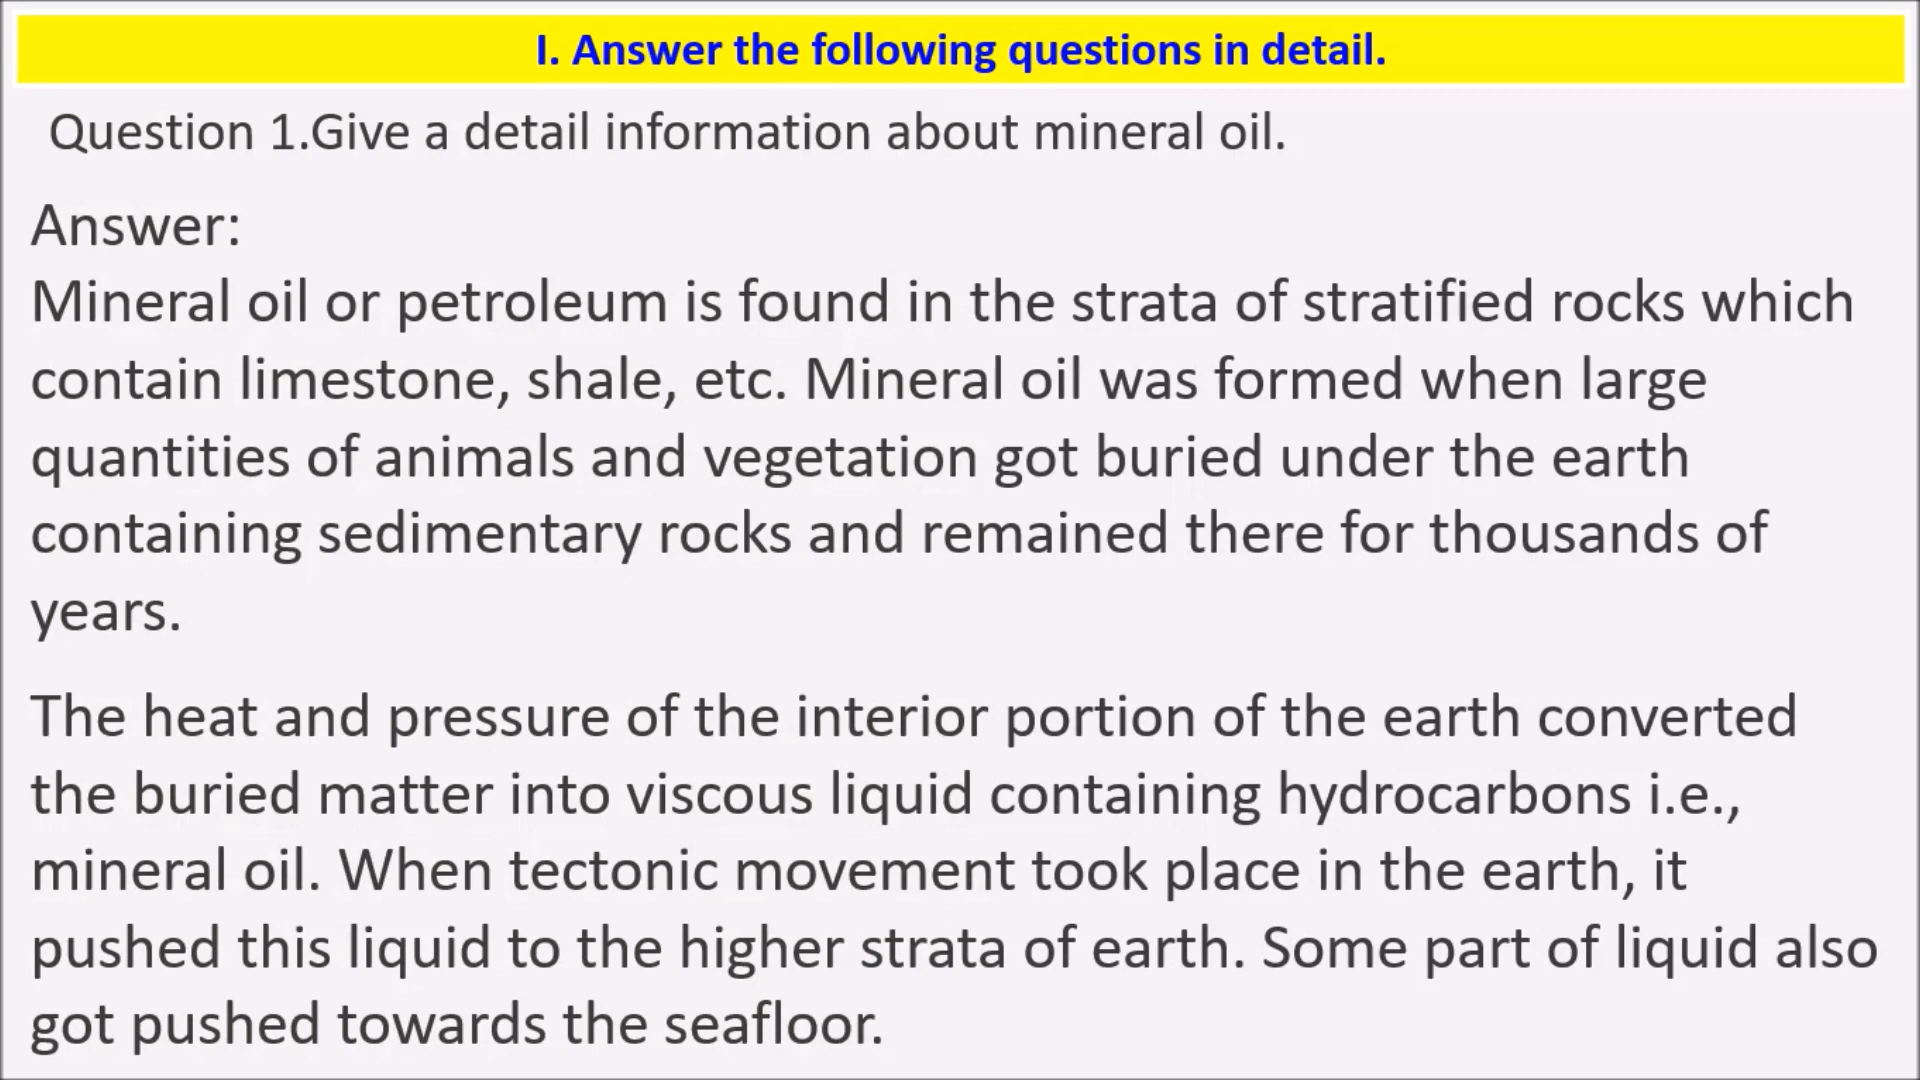 I. Answer the following questions in detail.
Question 1.Give a detail information about mineral oil.
Answer:
Mineral oil or petroleum is found in the strata of stratified rocks which
contain limestone, shale, etc. Mineral oil was formed when large
quantities of animals and vegetation got buried under the earth
containing sedimentary rocks and remained there for thousands of
years.
The heat and pressure of the interior portion of the earth converted
the buried matter into viscous liquid containing hydrocarbons i.e.,
mineral oil. When tectonic movement took place in the earth, it
pushed this liquid to the higher strata of earth. Some part of liquid also
got pushed towards the seafloor.